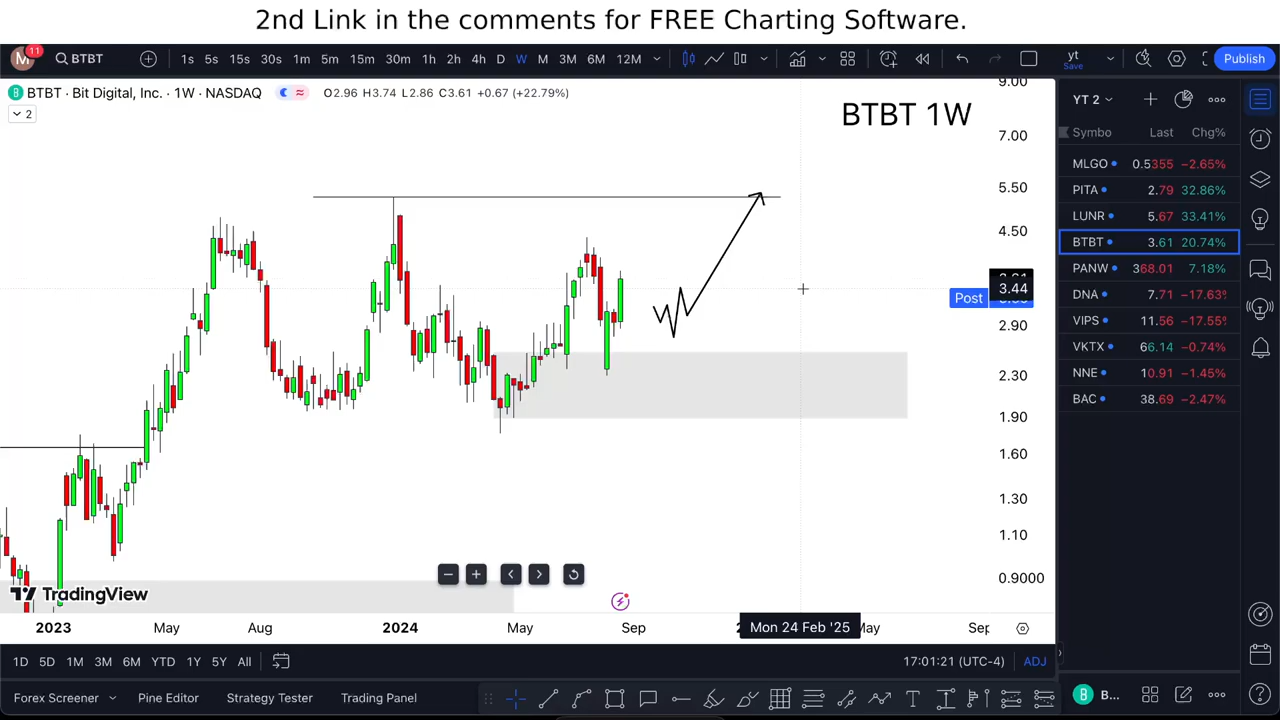 2nd Link in the comments for FREE Charting Software.
M 11 BTBT 1s 5s 15s 30s 1m 5m 15m 30m 1h 2h 4h D W M 3M 6M 12M yt Save Publish
BTBT · Bit Digital, Inc. · 1W · NASDAQ O2.96 H3.74 L2.86 C3.61 +0.67 (+22.79%)
2
BTBT 1W
9.00
7.00
5.50
4.50
3.44
Post
2.90
2.30
1.90
1.60
1.30
1.10
0.9000
YT 2
Symbo Last Chg%
MLGO 0.5355 −2.65%
PITA 2.79 32.86%
LUNR 5.67 33.41%
BTBT 3.61 20.74%
PANW 368.01 7.18%
DNA 7.71 −17.63%
VIPS 11.56 −17.55%
VKTX 66.14 −0.74%
NNE 10.91 −1.45%
BAC 38.69 −2.47%
TradingView
2023 May Aug 2024 May Sep Mon 24 Feb '25 May Sep
1D 5D 1M 3M 6M YTD 1Y 5Y All 17:01:21 (UTC-4) ADJ
Forex Screener Pine Editor Strategy Tester Trading Panel B...